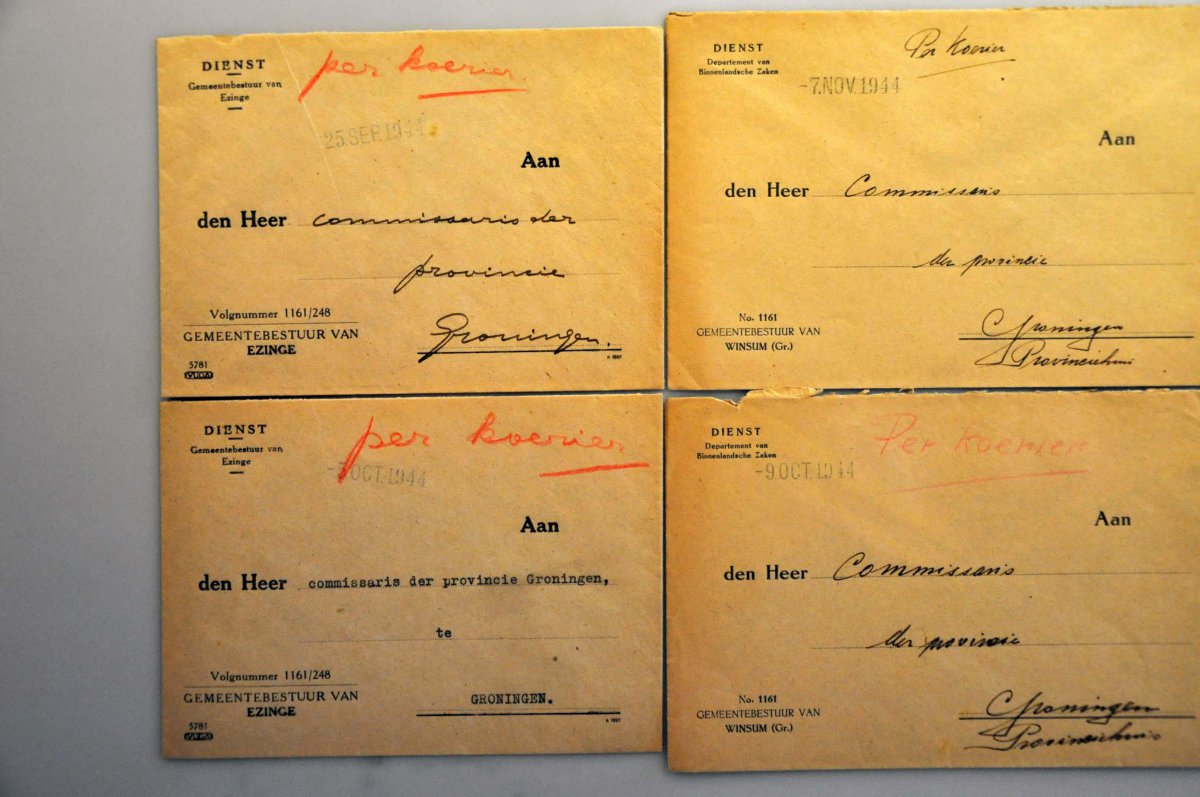 DIENST
Gemeentebestuur van
Ezinge
per koerier.
25.SEP.1944
Aan
den Heer commissaris der
provincie
Groningen.
Volgnummer 1161/248
GEMEENTEBESTUUR VAN
EZINGE
5781
VUGA
K 1227
DIENST
Departement van
Binnenlandsche Zaken
Per Koerier
-7.NOV.1944
Aan
den Heer Commissaris
der provincie
Groningen
Provinciehuis
No. 1161
GEMEENTEBESTUUR VAN
WINSUM (Gr.)
DIENST
Gemeentebestuur van
Ezinge
per koerier.
OCT.1944
Aan
den Heer commissaris der provincie Groningen,
te
GRONINGEN.
Volgnummer 1161/248
GEMEENTEBESTUUR VAN
EZINGE
5781
VUGA
K 1227
DIENST
Departement van
Binnenlandsche Zaken
Per koerier
-9.OCT.1944
Aan
den Heer Commissaris
der provincie
Groningen
Provinciehuis
No. 1161
GEMEENTEBESTUUR VAN
WINSUM (Gr.)